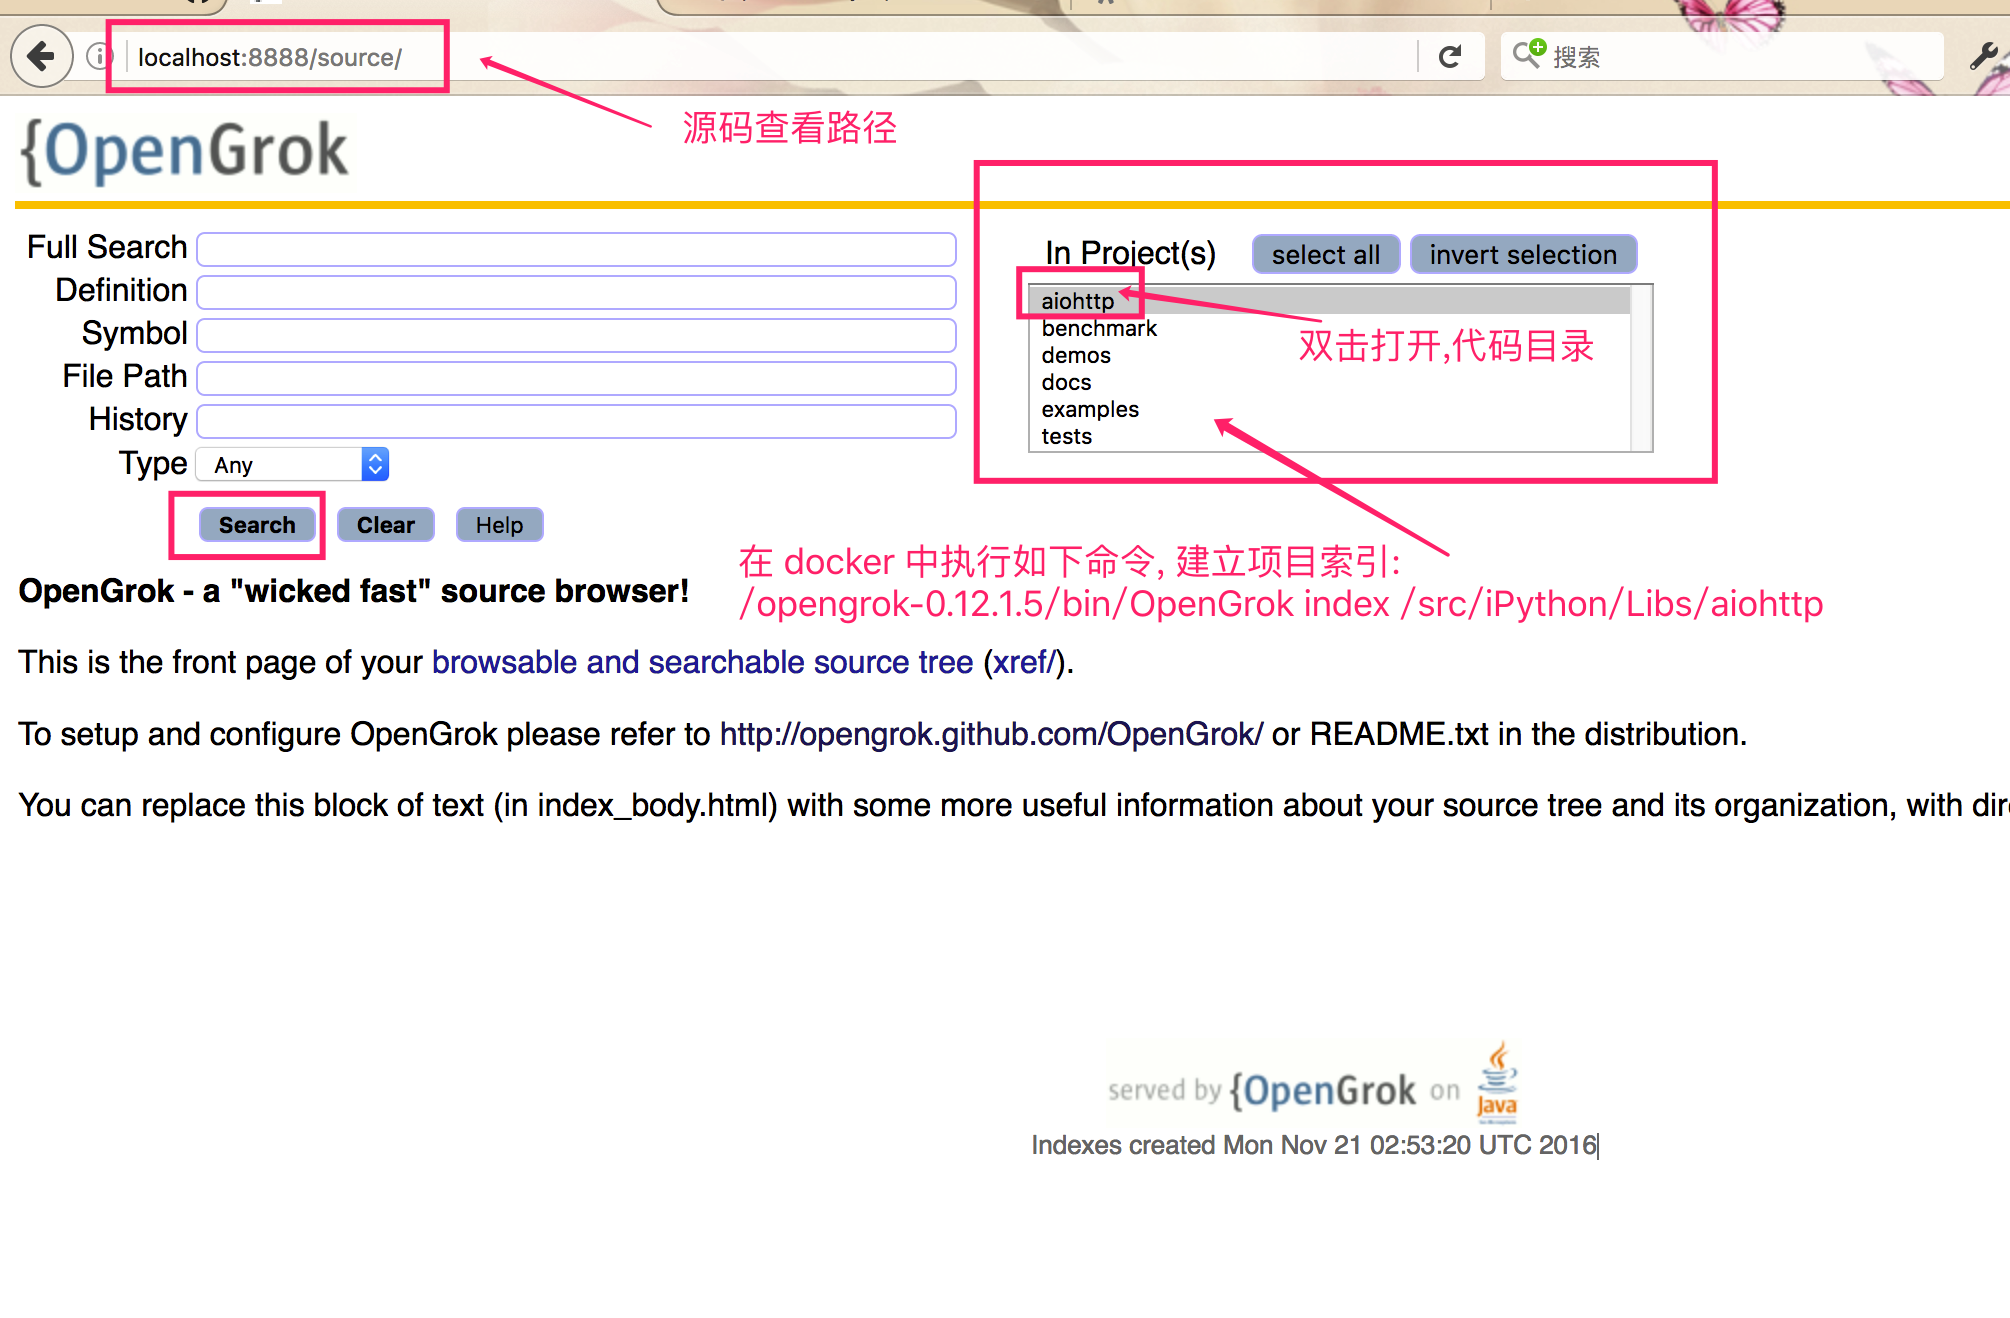 localhost:8888/source/
搜索
源码查看路径
{OpenGrok
Full Search
Definition
Symbol
File Path
History
Type Any
Search Clear Help
In Project(s) select all invert selection
aiohttp
benchmark
demos
docs
examples
tests
双击打开,代码目录
在 docker 中执行如下命令, 建立项目索引:
/opengrok-0.12.1.5/bin/OpenGrok index /src/iPython/Libs/aiohttp
OpenGrok - a "wicked fast" source browser!
This is the front page of your browsable and searchable source tree (xref/).
To setup and configure OpenGrok please refer to http://opengrok.github.com/OpenGrok/ or README.txt in the distribution.
You can replace this block of text (in index_body.html) with some more useful information about your source tree and its organization, with
served by {OpenGrok on Java
Indexes created Mon Nov 21 02:53:20 UTC 2016